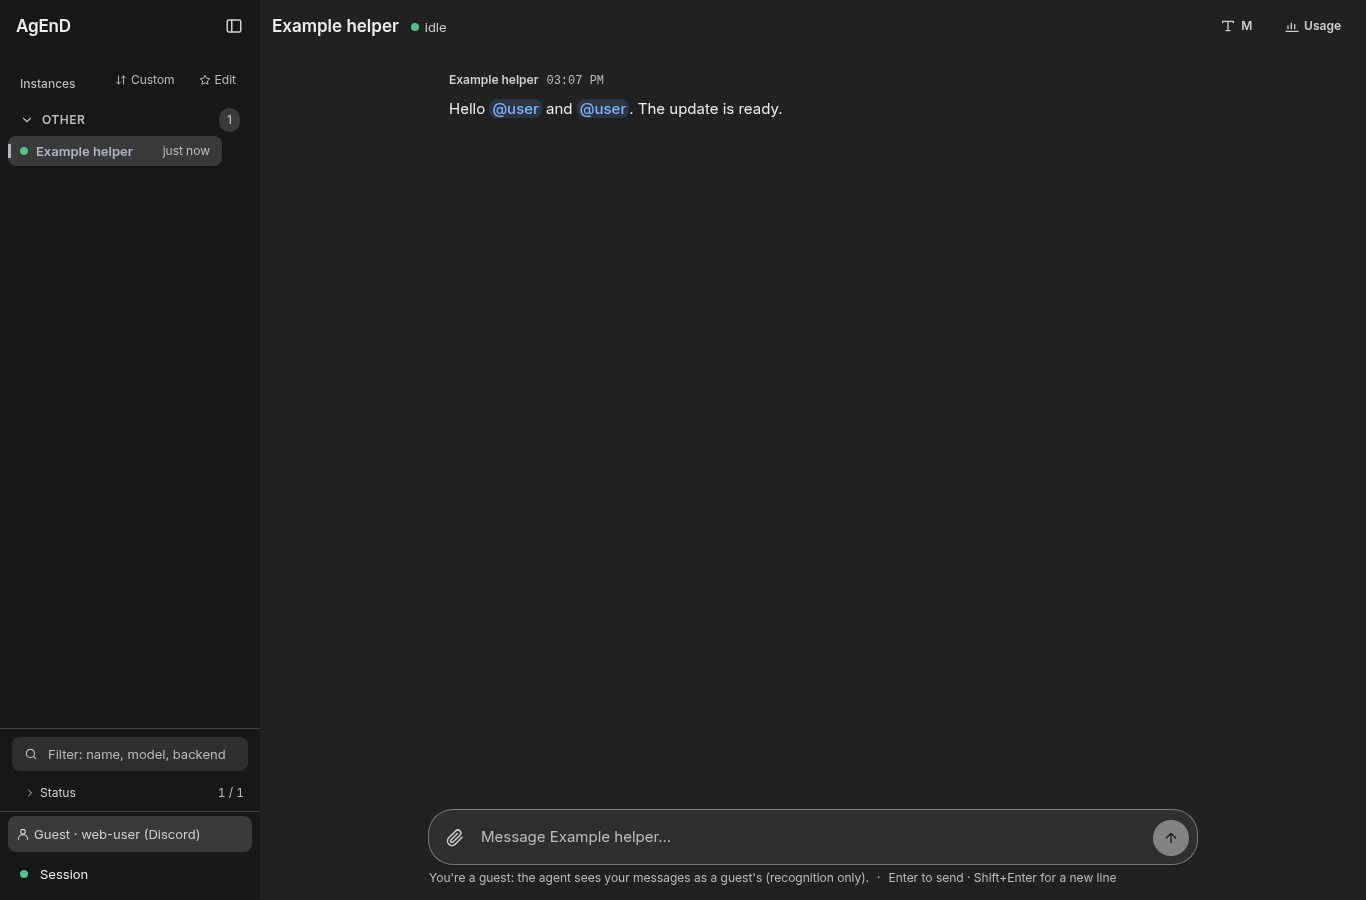 AgEnD
Instances
Custom
Edit
OTHER
1
Example helper
just now
Filter: name, model, backend
Status
1 / 1
Guest · web-user (Discord)
Session
Example helper
idle
M
Usage
Example helper 03:07 PM
Hello @user and @user. The update is ready.
Message Example helper...
You're a guest: the agent sees your messages as a guest's (recognition only). · Enter to send · Shift+Enter for a new line